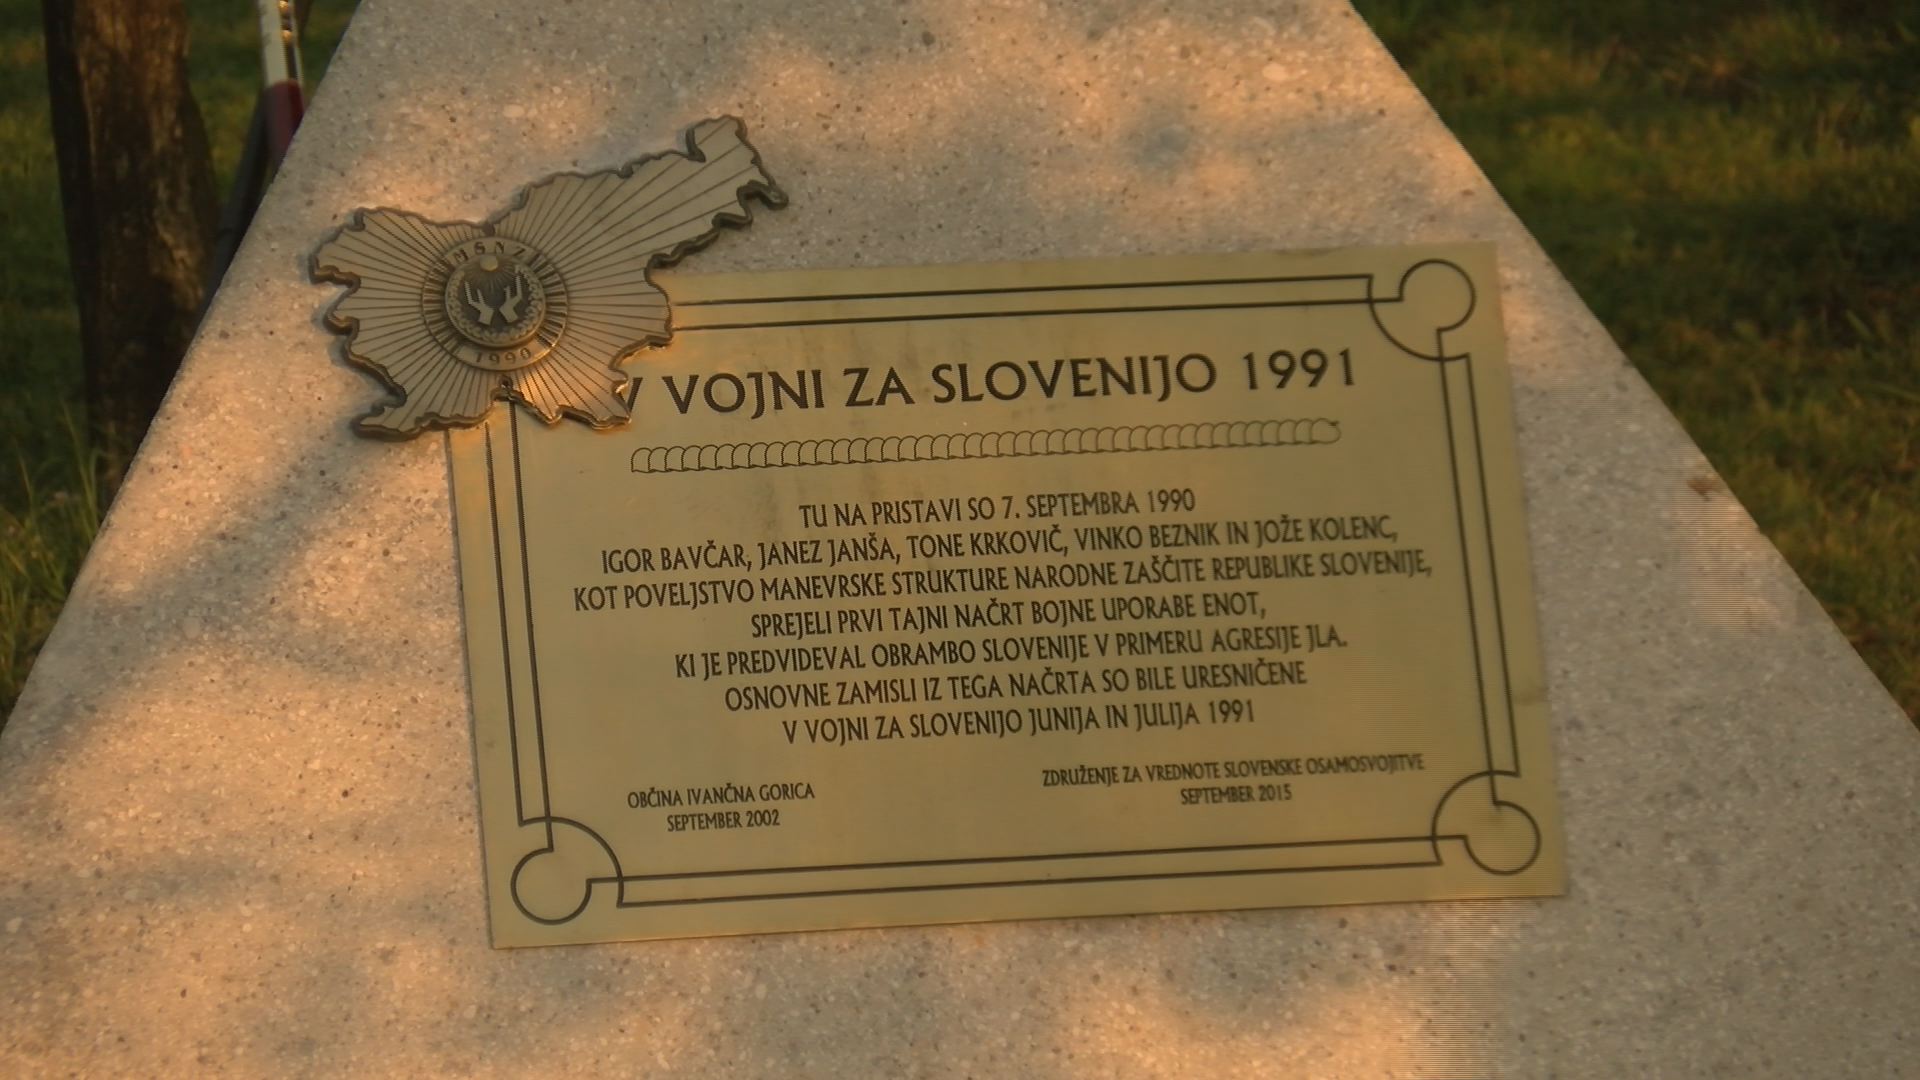 MSNZ
1990
V VOJNI ZA SLOVENIJO 1991
TU NA PRISTAVI SO 7. SEPTEMBRA 1990
IGOR BAVČAR, JANEZ JANŠA, TONE KRKOVIČ, VINKO BEZNIK IN JOŽE KOLENC,
KOT POVELJSTVO MANEVRSKE STRUKTURE NARODNE ZAŠČITE REPUBLIKE SLOVENIJE,
SPREJELI PRVI TAJNI NAČRT BOJNE UPORABE ENOT,
KI JE PREDVIDEVAL OBRAMBO SLOVENIJE V PRIMERU AGRESIJE JLA.
OSNOVNE ZAMISLI IZ TEGA NAČRTA SO BILE URESNIČENE
V VOJNI ZA SLOVENIJO JUNIJA IN JULIJA 1991
OBČINA IVANČNA GORICA
SEPTEMBER 2002
ZDRUŽENJE ZA VREDNOTE SLOVENSKE OSAMOSVOJITVE
SEPTEMBER 2015